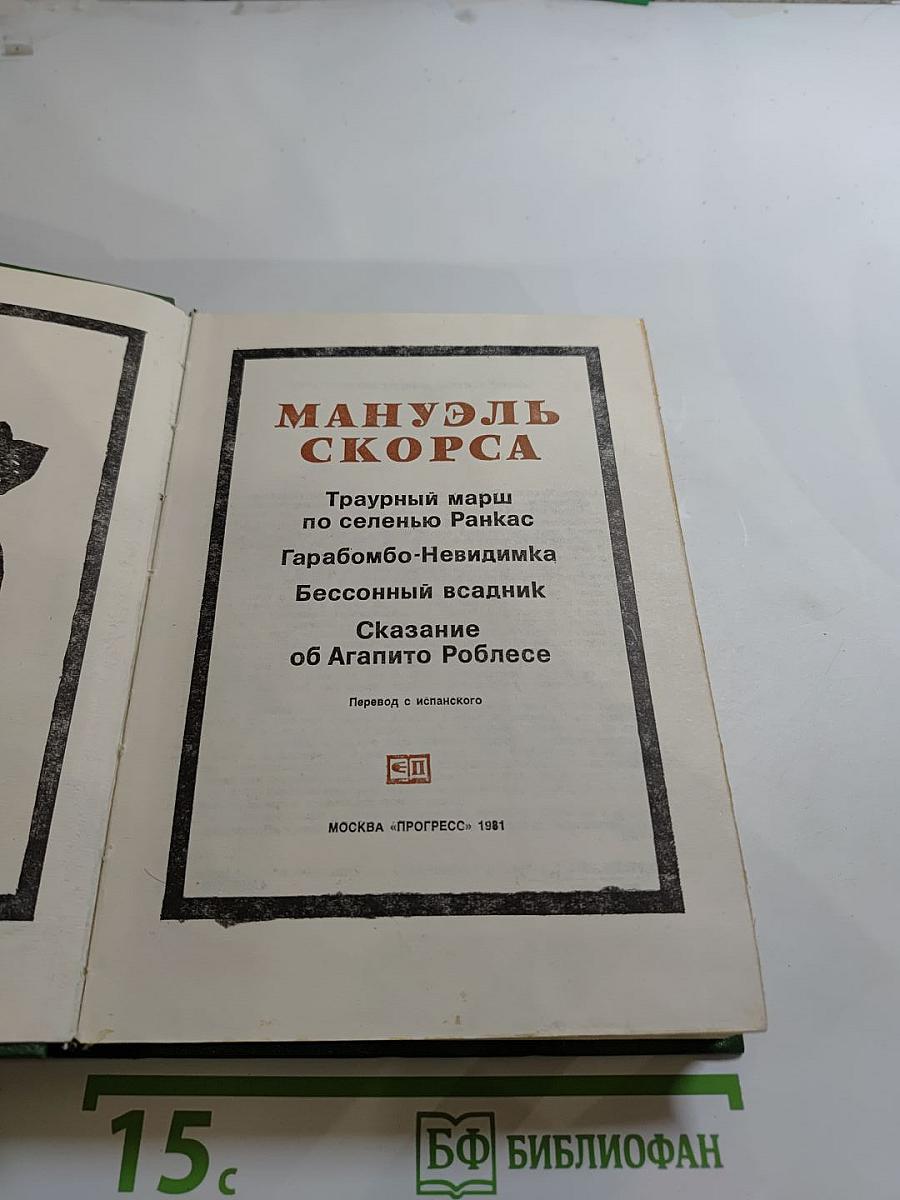 МАНУЭЛЬ
СКОРСА
Траурный марш
по селенью Ранкас
Гарабомбо-Невидимка
Бессонный всадник
Сказание
об Агапито Роблесе
Перевод с испанского
МОСКВА «ПРОГРЕСС» 1981
15 с
БФ БИБЛИОФАН